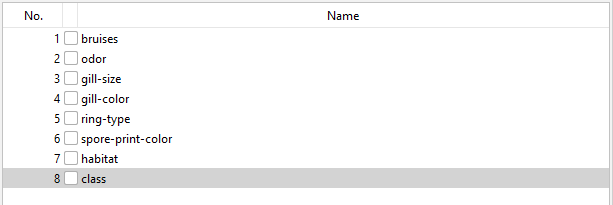 No. Name
1 bruises
2 odor
3 gill-size
4 gill-color
5 ring-type
6 spore-print-color
7 habitat
8 class